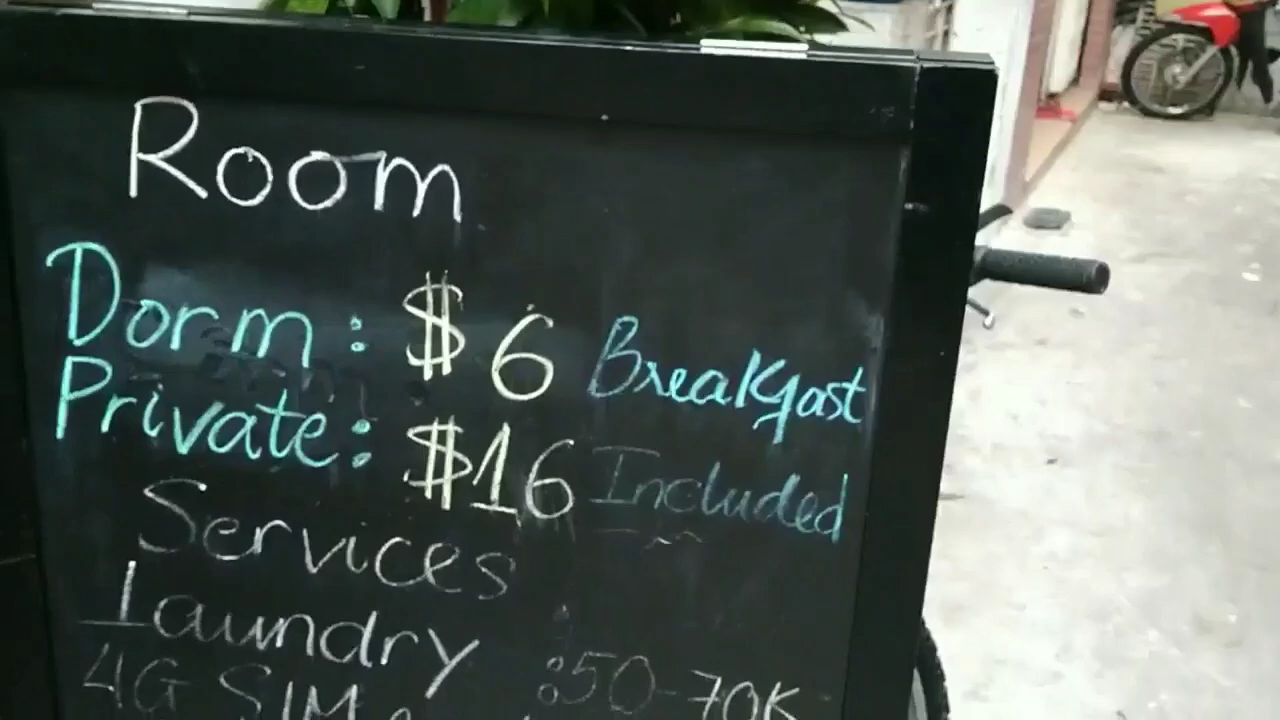 Room
Dorm: $6 Breakfast
Private: $16 Included
Services
Laundry
4G SIM :50-70K